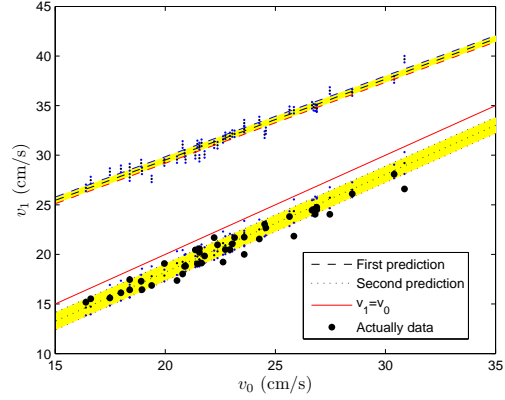 45
40
35
30
25
20
15
10
v1 (cm/s)
15
20
25
30
35
v0 (cm/s)
First prediction
Second prediction
v1=v0
Actually data